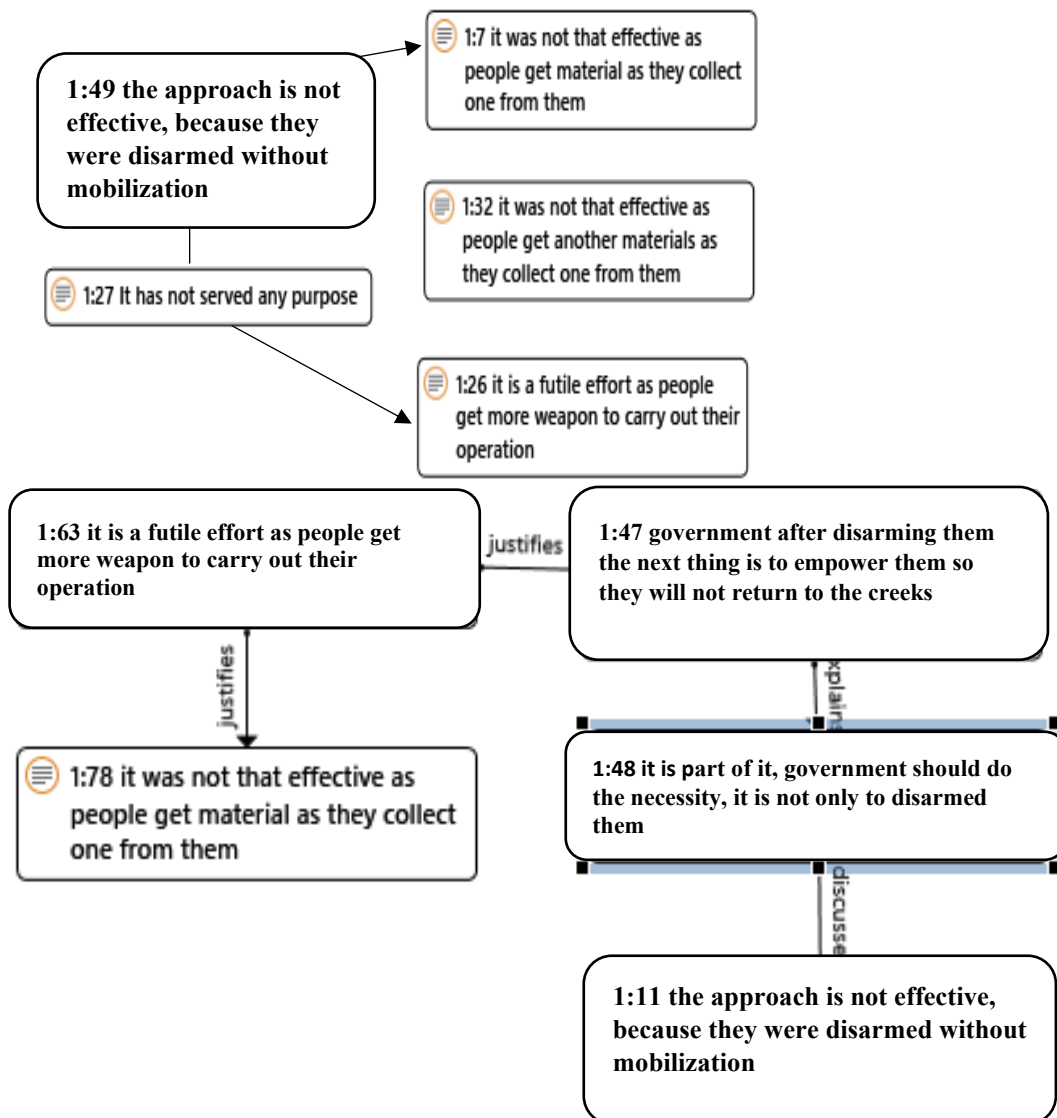 1:7 it was not that effective as
people get material as they collect
one from them
1:49 the approach is not
effective, because they
were disarmed without
mobilization
1:32 it was not that effective as
people get another materials as
they collect one from them
1:27 It has not served any purpose
1:26 it is a futile effort as people
get more weapon to carry out their
operation
1:63 it is a futile effort as people get
more weapon to carry out their
operation
justifies
1:47 government after disarming them
the next thing is to empower them so
they will not return to the creeks
justifies
xplains
1:78 it was not that effective as
people get material as they collect
one from them
1:48 it is part of it, government should do
the necessity, it is not only to disarmed
them
discusse
1:11 the approach is not effective,
because they were disarmed without
mobilization